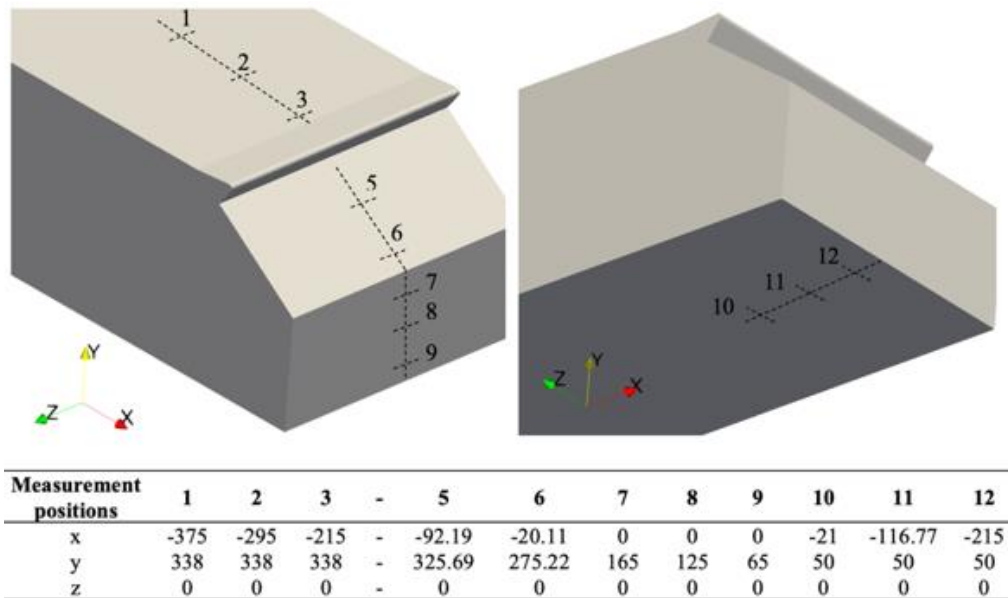 1
2
3
5
6
7
8
9
Y
Z
X
12
11
10
Y
Z
X
Measurement positions 1 2 3 - 5 6 7 8 9 10 11 12
x -375 -295 -215 - -92.19 -20.11 0 0 0 -21 -116.77 -215
y 338 338 338 - 325.69 275.22 165 125 65 50 50 50
z 0 0 0 - 0 0 0 0 0 0 0 0